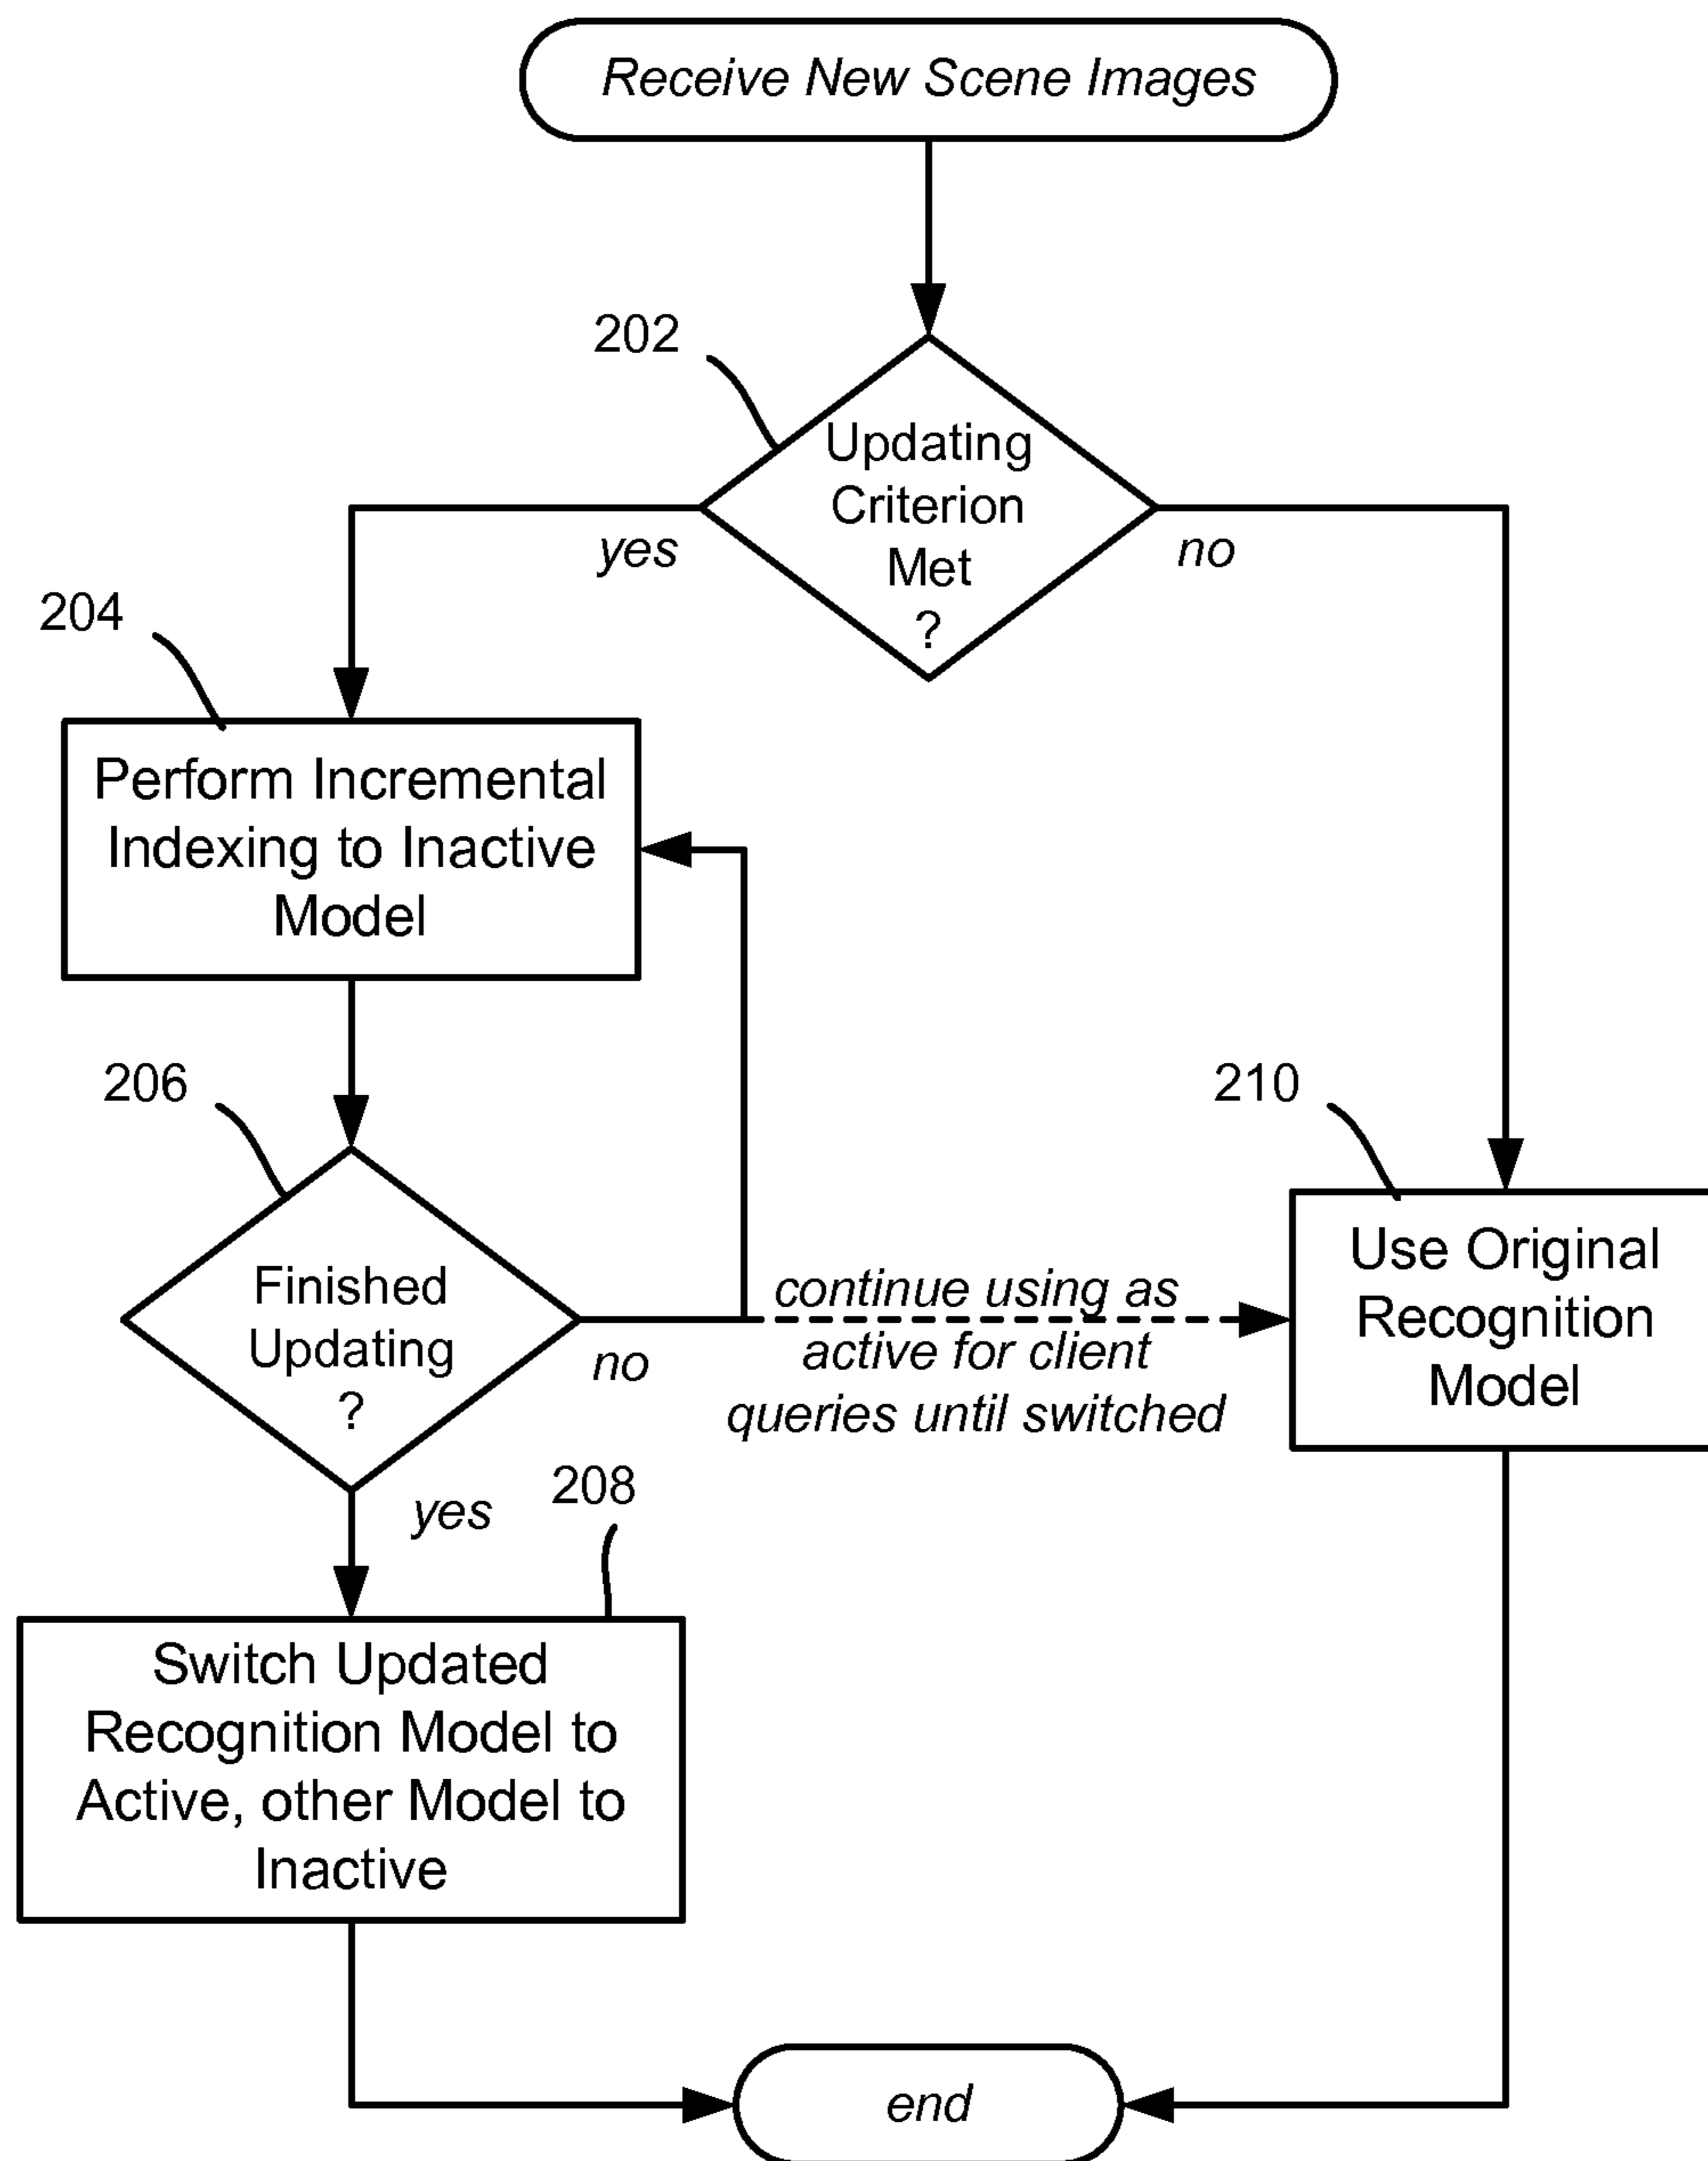 Receive New Scene Images
202
Updating
Criterion
Met
?
yes
no
204
Perform Incremental
Indexing to Inactive
Model
206
210
Finished
Updating
?
no
continue using as
active for client
queries until switched
Use Original
Recognition
Model
yes
208
Switch Updated
Recognition Model to
Active, other Model to
Inactive
end